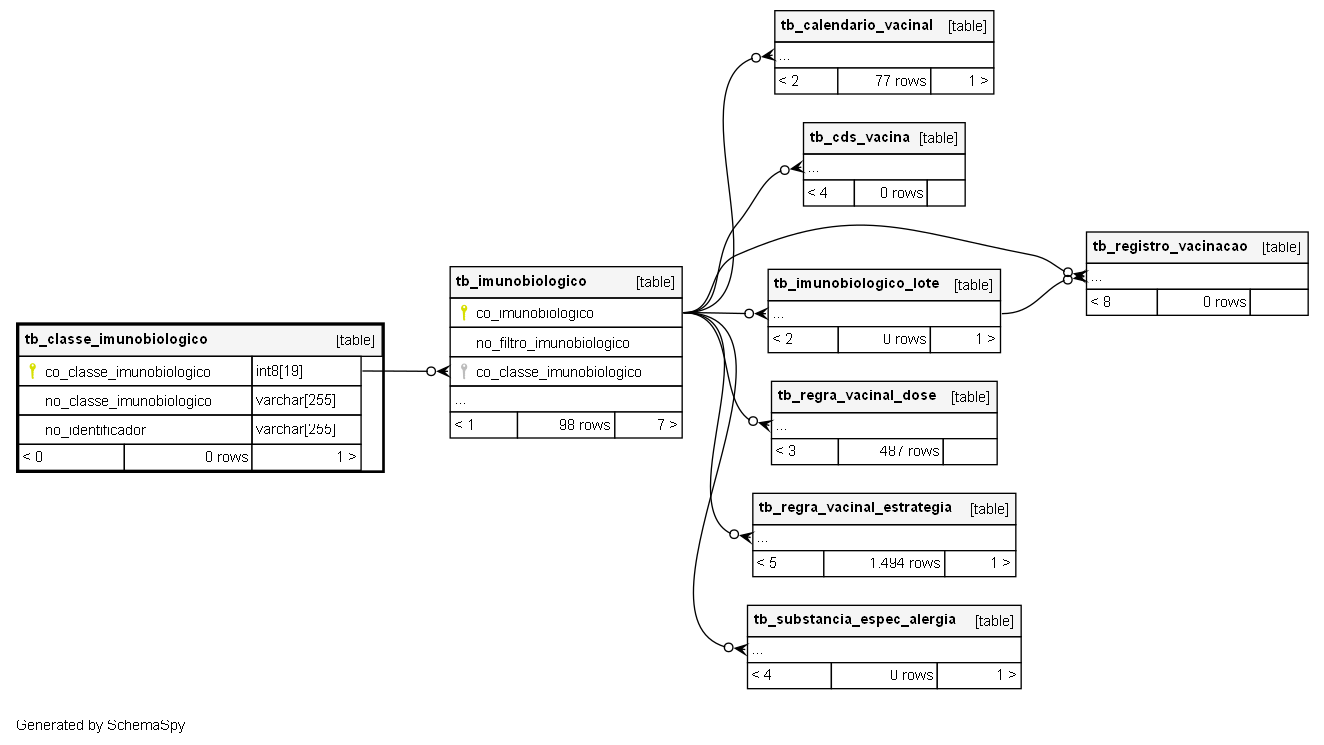 tb_calendario_vacinal [table]
...
< 2 77 rows 1 >
tb_cds_vacina [table]
...
< 4 0 rows
tb_registro_vacinacao [table]
...
< 8 0 rows
tb_imunobiologico [table]
co_imunobiologico
no_filtro_imunobiologico
co_classe_imunobiologico
...
< 1 98 rows 7 >
tb_imunobiologico_lote [table]
...
< 2 0 rows 1 >
tb_classe_imunobiologico [table]
co_classe_imunobiologico int8[19]
no_classe_imunobiologico varchar[255]
no_identificador varchar[255]
< 0 0 rows 1 >
tb_regra_vacinal_dose [table]
...
< 3 487 rows
tb_regra_vacinal_estrategia [table]
...
< 5 1.494 rows 1 >
tb_substancia_espec_alergia [table]
...
< 4 0 rows 1 >
Generated by SchemaSpy